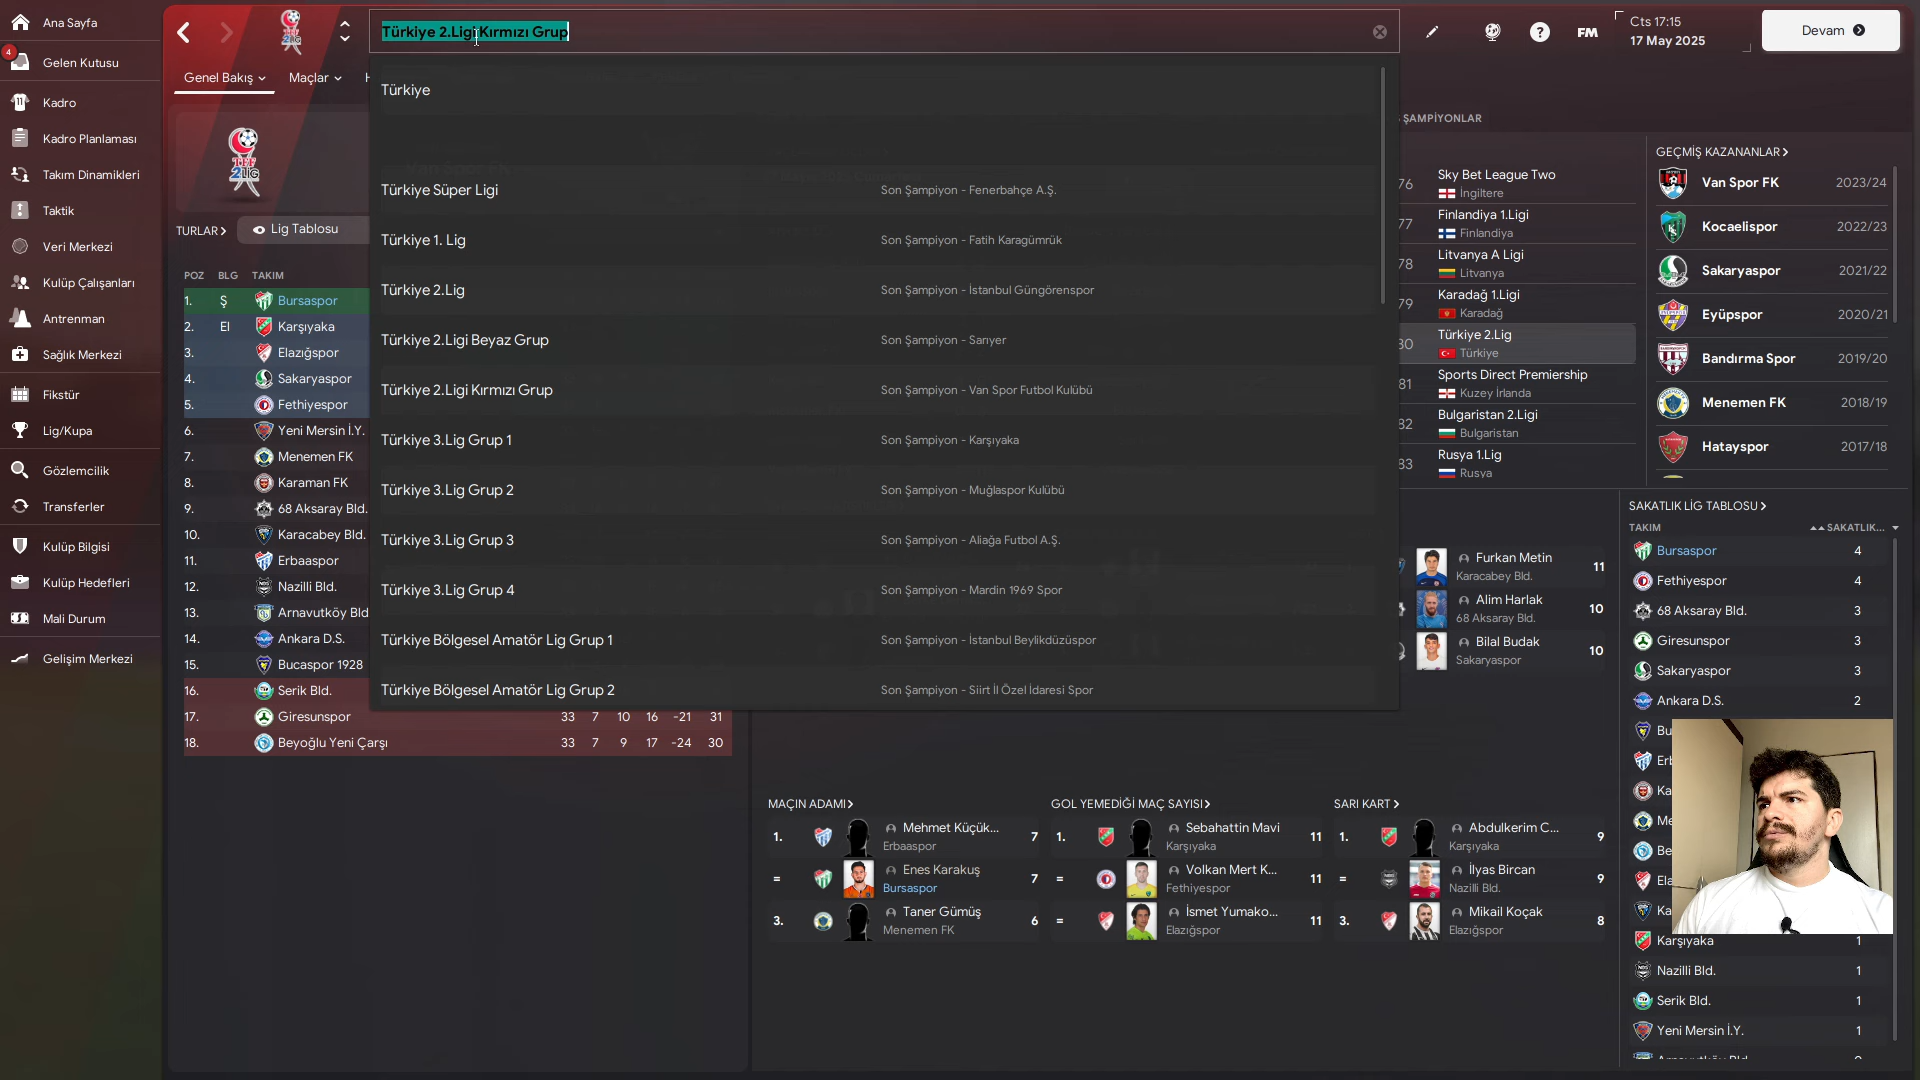 Ana Sayfa
4
Gelen Kutusu
Kadro
Kadro Planlaması
Takım Dinamikleri
Taktik
Veri Merkezi
Kulüp Çalışanları
Antrenman
Sağlık Merkezi
Fikstür
Lig/Kupa
Gözlemcilik
Transferler
Kulüp Bilgisi
Kulüp Hedefleri
Mali Durum
Gelişim Merkezi
Türkiye 2.Ligi Kırmızı Grup
FM
Cts 17:15
17 May 2025
Devam
Genel Bakış
Maçlar
TURLAR
Lig Tablosu
POZ BLG TAKIM
1. Ş Bursaspor
2. El Karşıyaka
3. Elazığspor
4. Sakaryaspor
5. Fethiyespor
6. Yeni Mersin İ.Y.
7. Menemen FK
8. Karaman FK
9. 68 Aksaray Bld.
10. Karacabey Bld.
11. Erbaaspor
12. Nazilli Bld.
13. Arnavutköy Bld
14. Ankara D.S.
15. Bucaspor 1928
16. Serik Bld.
17. Giresunspor 33 7 10 16 -21 31
18. Beyoğlu Yeni Çarşı 33 7 9 17 -24 30
Türkiye
Türkiye Süper Ligi Son Şampiyon - Fenerbahçe A.Ş.
Türkiye 1. Lig Son Şampiyon - Fatih Karagümrük
Türkiye 2.Lig Son Şampiyon - İstanbul Güngörenspor
Türkiye 2.Ligi Beyaz Grup Son Şampiyon - Sarıyer
Türkiye 2.Ligi Kırmızı Grup Son Şampiyon - Van Spor Futbol Kulübü
Türkiye 3.Lig Grup 1 Son Şampiyon - Karşıyaka
Türkiye 3.Lig Grup 2 Son Şampiyon - Muğlaspor Kulübü
Türkiye 3.Lig Grup 3 Son Şampiyon - Aliağa Futbol A.Ş.
Türkiye 3.Lig Grup 4 Son Şampiyon - Mardin 1969 Spor
Türkiye Bölgesel Amatör Lig Grup 1 Son Şampiyon - İstanbul Beylikdüzüspor
Türkiye Bölgesel Amatör Lig Grup 2 Son Şampiyon - Siirt İl Özel İdaresi Spor
ŞAMPİYONLAR
76 Sky Bet League Two
İngiltere
77 Finlandiya 1.Ligi
Finlandiya
78 Litvanya A Ligi
Litvanya
79 Karadağ 1.Ligi
Karadağ
80 Türkiye 2.Lig
Türkiye
81 Sports Direct Premiership
Kuzey İrlanda
82 Bulgaristan 2.Ligi
Bulgaristan
83 Rusya 1.Lig
Rusya
GEÇMİŞ KAZANANLAR
Van Spor FK 2023/24
Kocaelispor 2022/23
Sakaryaspor 2021/22
Eyüpspor 2020/21
Bandırma Spor 2019/20
Menemen FK 2018/19
Hatayspor 2017/18
Furkan Metin 11
Karacabey Bld.
Alim Harlak 10
68 Aksaray Bld.
Bilal Budak 10
Sakaryaspor
SAKATLIK LİG TABLOSU
TAKIM SAKATLIK...
Bursaspor 4
Fethiyespor 4
68 Aksaray Bld. 3
Giresunspor 3
Sakaryaspor 3
Ankara D.S. 2
Bu
Er
Ka
Me
Be
Ela
Ka
Karşıyaka 1
Nazilli Bld. 1
Serik Bld. 1
Yeni Mersin İ.Y. 1
MAÇIN ADAMI
1. Mehmet Küçük... 7
Erbaaspor
= Enes Karakuş 7
Bursaspor
3. Taner Gümüş 6
Menemen FK
GOL YEMEDİĞİ MAÇ SAYISI
1. Sebahattin Mavi 11
Karşıyaka
= Volkan Mert K... 11
Fethiyespor
= İsmet Yumako... 11
Elazığspor
SARI KART
1. Abdulkerim C... 9
Karşıyaka
= İlyas Bircan 9
Nazilli Bld.
3. Mikail Koçak 8
Elazığspor